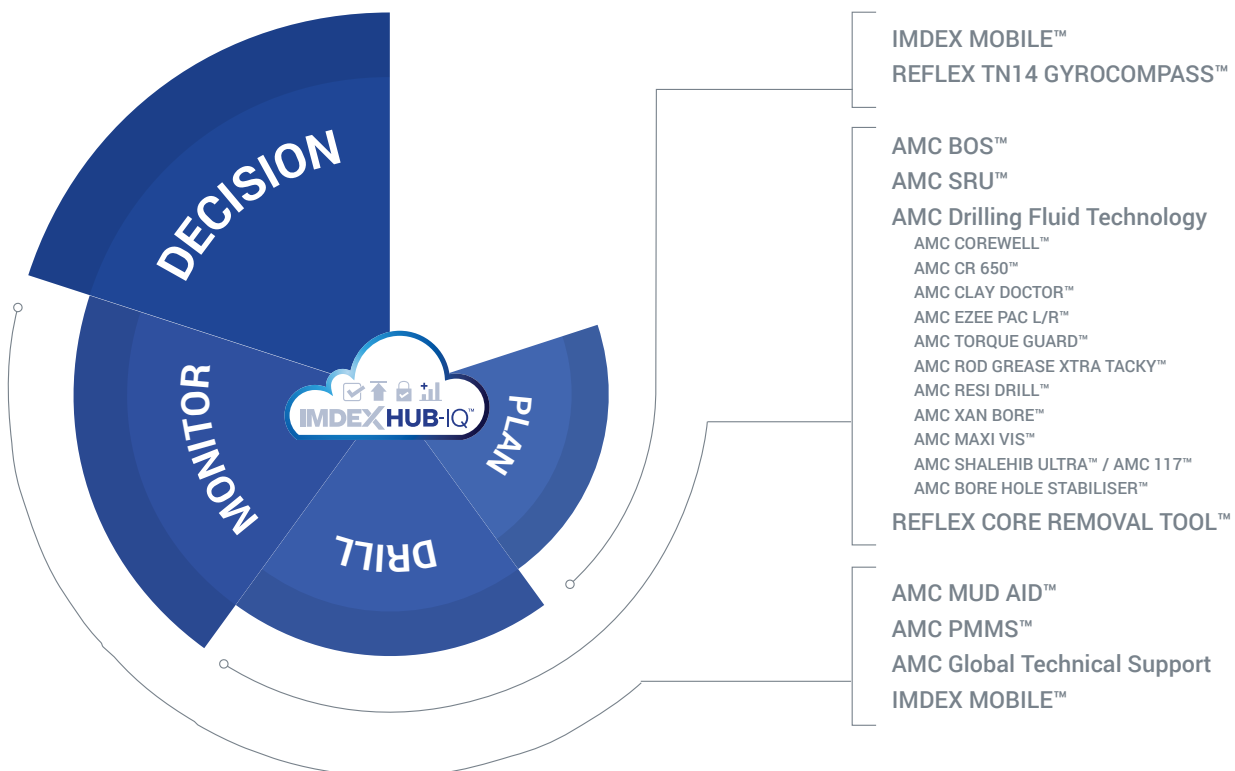 DECISION
MONITOR
DRILL
PLAN
IMDEX HUB-IQ™
IMDEX MOBILE™
REFLEX TN14 GYROCOMPASS™
AMC BOS™
AMC SRU™
AMC Drilling Fluid Technology
AMC COREWELL™
AMC CR 650™
AMC CLAY DOCTOR™
AMC EZEE PAC L/R™
AMC TORQUE GUARD™
AMC ROD GREASE XTRA TACKY™
AMC RESI DRILL™
AMC XAN BORE™
AMC MAXI VIS™
AMC SHALEHIB ULTRA™ / AMC 117™
AMC BORE HOLE STABILISER™
REFLEX CORE REMOVAL TOOL™
AMC MUD AID™
AMC PMMS™
AMC Global Technical Support
IMDEX MOBILE™